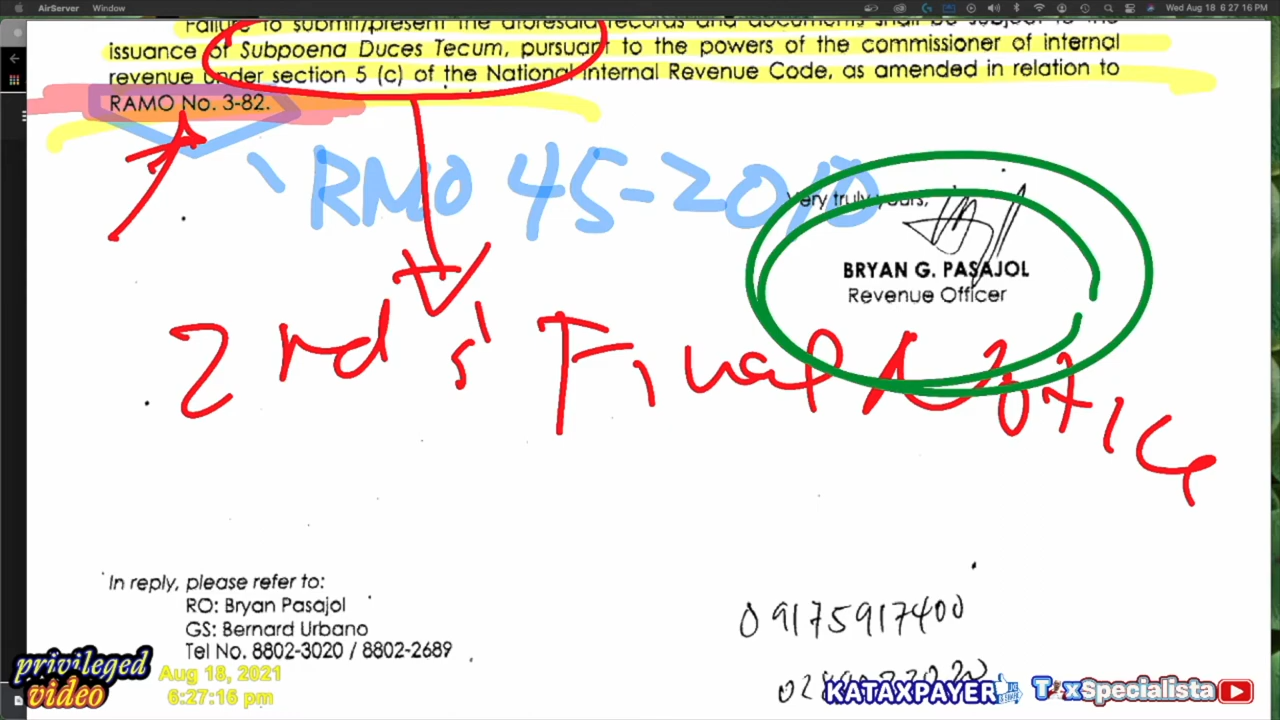 AirServer Window
Wed Aug 18 6:27:16 PM
Failure to submit/present the aforesaid records and documents shall be subject to the
issuance of Subpoena Duces Tecum, pursuant to the powers of the commissioner of internal
revenue under section 5 (c) of the National Internal Revenue Code, as amended in relation to
RAMO No. 3-82.
RMO 45-2010
Very truly yours,
BRYAN G. PASAJOL
Revenue Officer
2nd s' Final Notice
In reply, please refer to:
RO: Bryan Pasajol
GS: Bernard Urbano
Tel No. 8802-3020 / 8802-2689
09175917400
privileged
video
Aug 18, 2021
6:27:16 pm
KATAXPAYER
TaxSpecialista